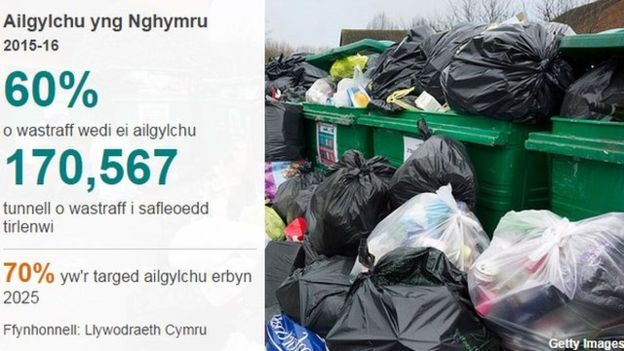 Ailgylchu yng Nghymru
2015-16
60%
o wastraff wedi ei ailgylchu
170,567
tunnell o wastraff i safleoedd
tirlenwi
70% yw'r targed ailgylchu erbyn
2025
Ffynhonnell: Llywodraeth Cymru
Getty Images